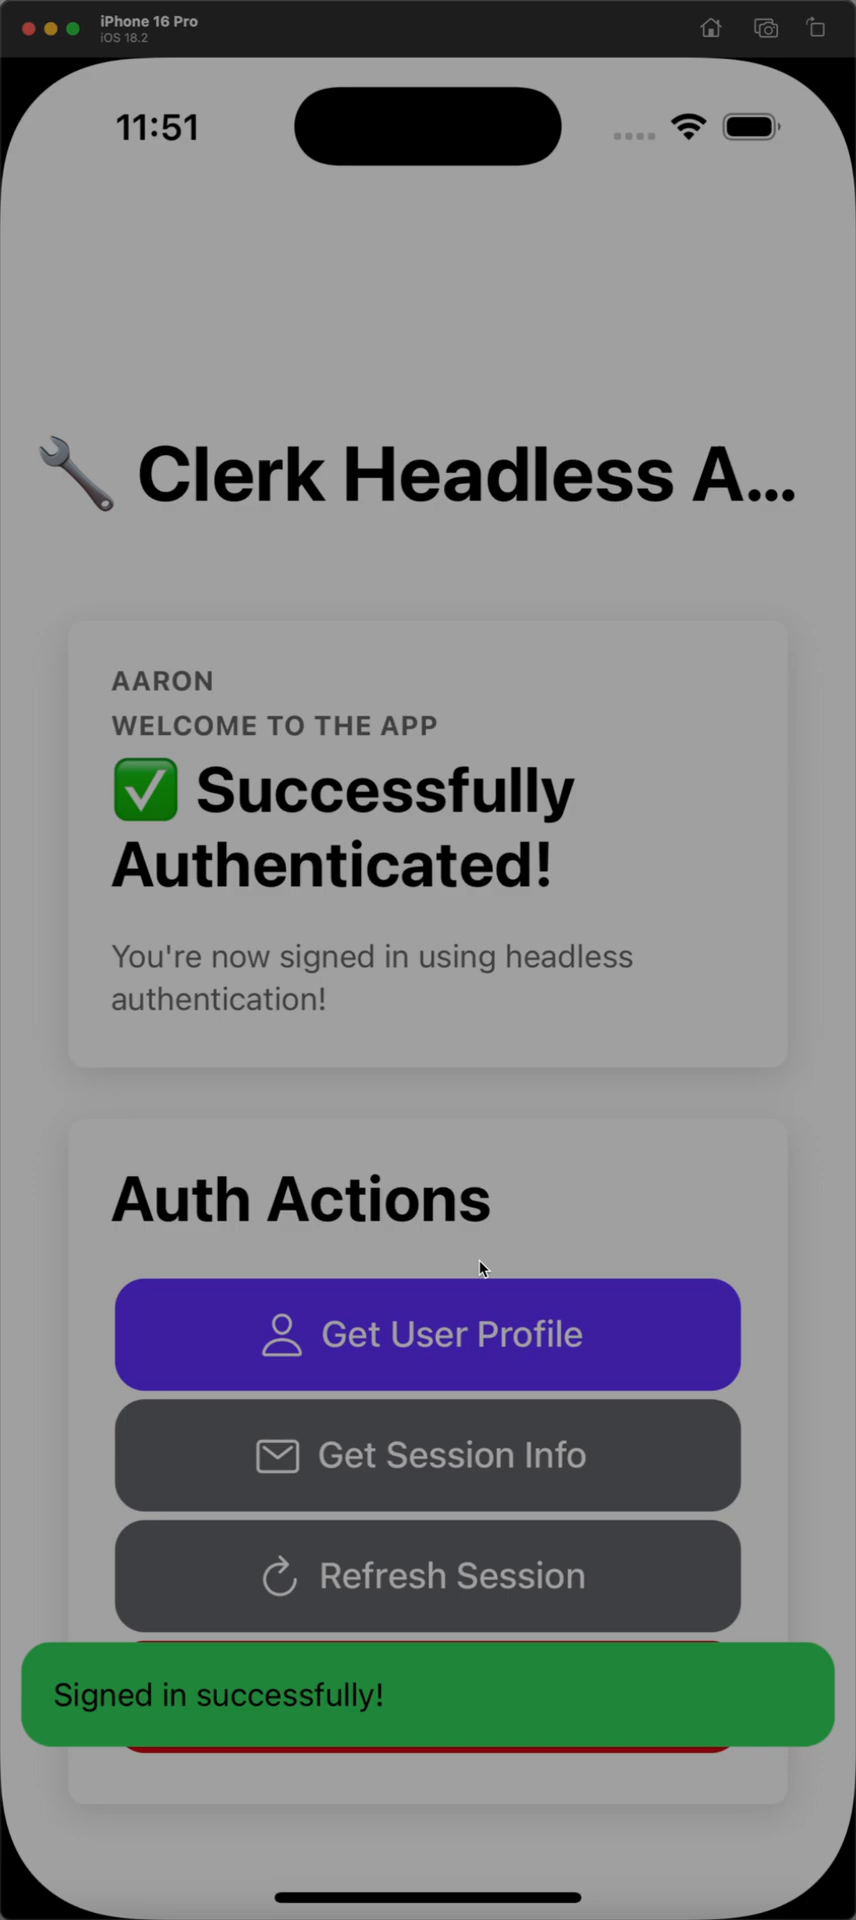 iPhone 16 Pro
iOS 18.2
11:51
🔧 Clerk Headless A...
AARON
WELCOME TO THE APP
✅ Successfully
Authenticated!
You're now signed in using headless
authentication!
Auth Actions
Get User Profile
Get Session Info
Refresh Session
Signed in successfully!